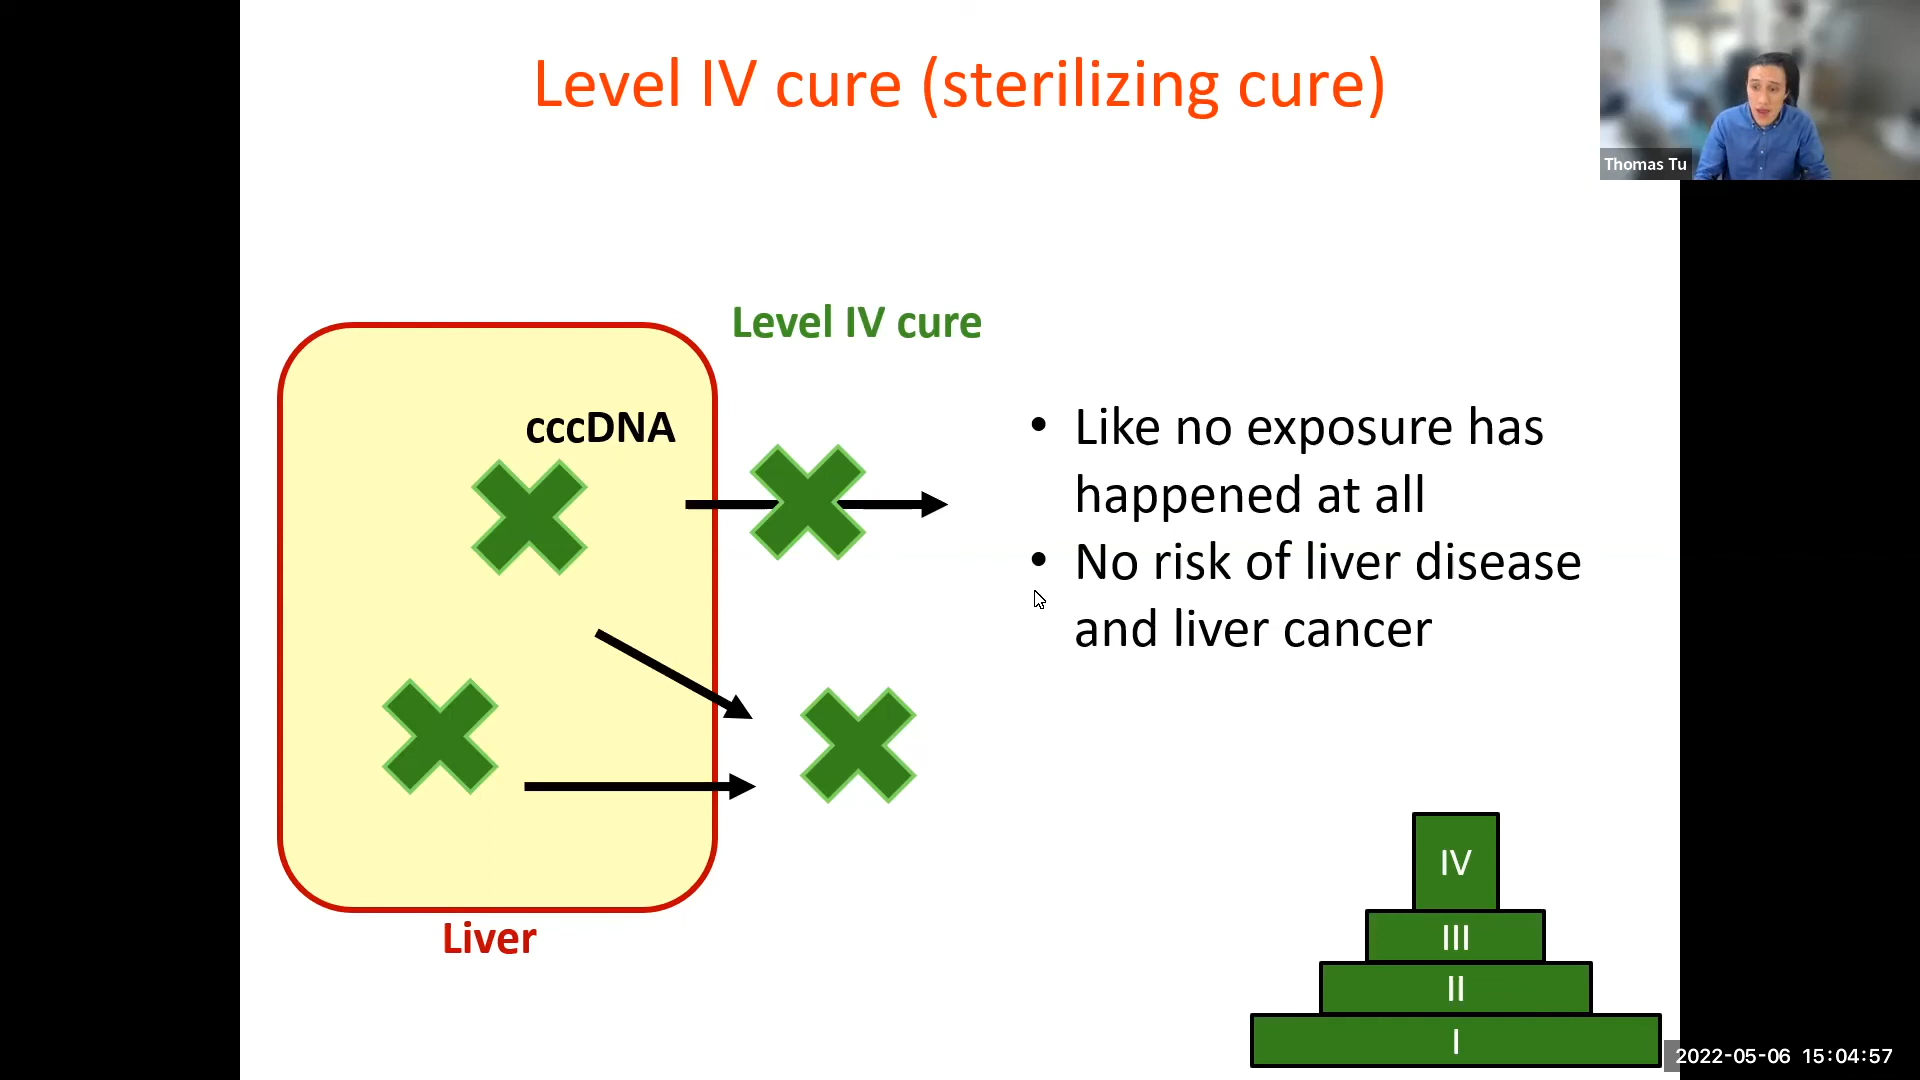 Level IV cure (sterilizing cure)
Thomas Tu
Level IV cure
cccDNA
• Like no exposure has
happened at all
• No risk of liver disease
and liver cancer
Liver
IV
III
II
I
2022-05-06 15:04:57